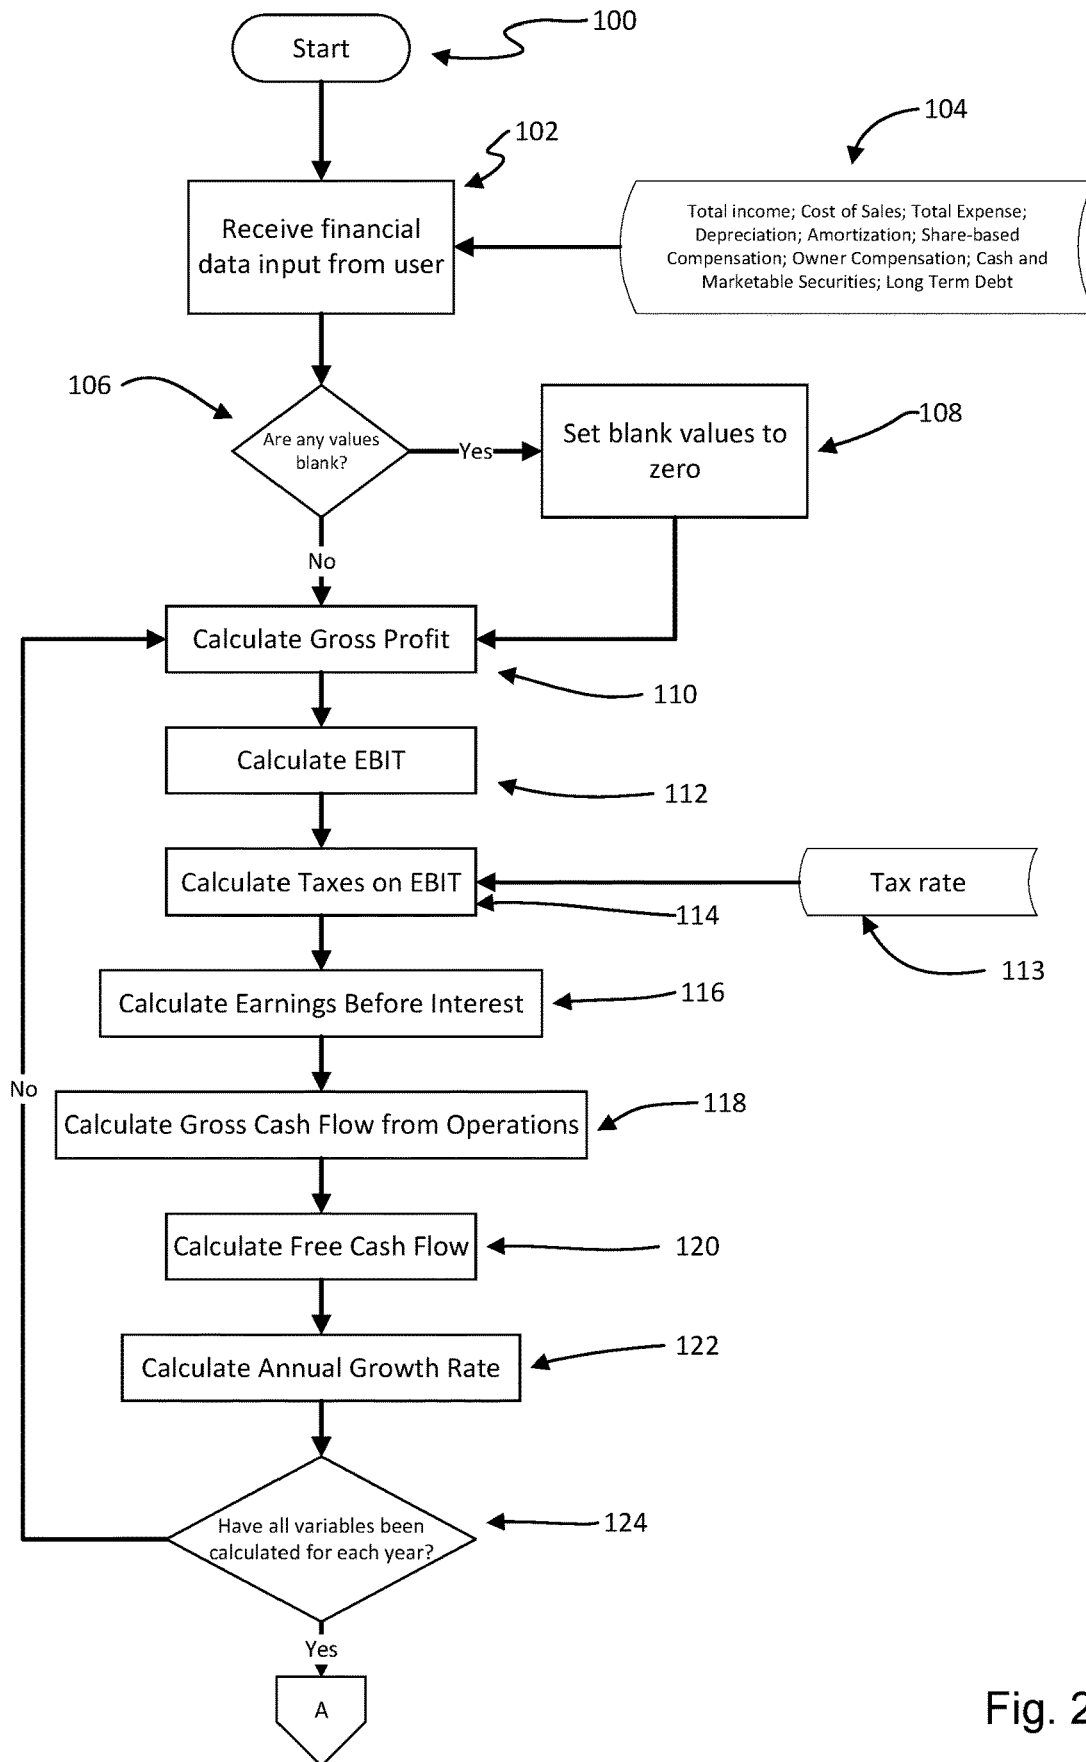 100
Start
102
104
Receive financial
data input from user
Total income; Cost of Sales; Total Expense;
Depreciation; Amortization; Share-based
Compensation; Owner Compensation; Cash and
Marketable Securities; Long Term Debt
106
Are any values
blank?
Yes
Set blank values to
zero
108
No
Calculate Gross Profit
110
Calculate EBIT
112
Calculate Taxes on EBIT
114
Tax rate
113
Calculate Earnings Before Interest
116
No
Calculate Gross Cash Flow from Operations
118
Calculate Free Cash Flow
120
Calculate Annual Growth Rate
122
Have all variables been
calculated for each year?
124
Yes
A
Fig. 2